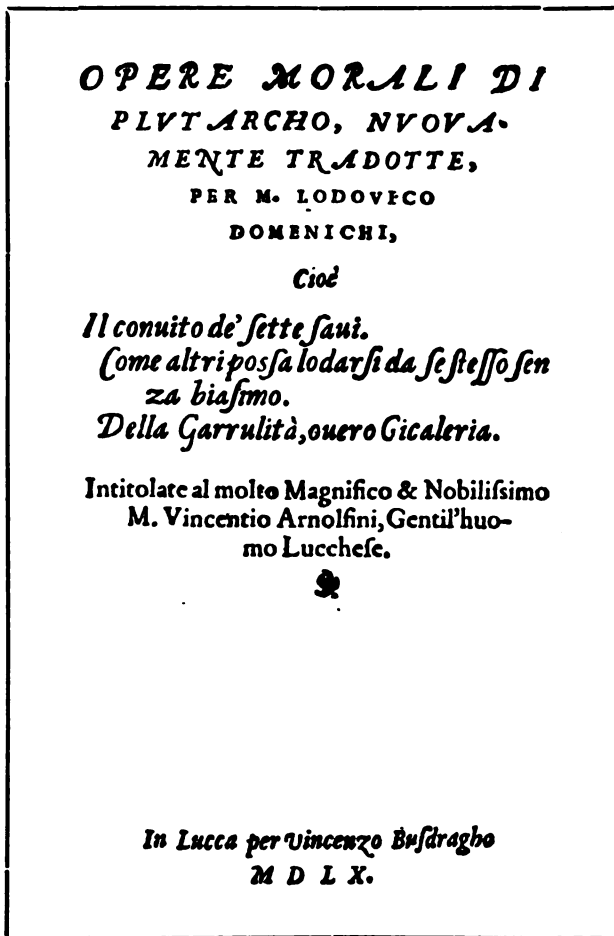 OPERE MORALI DI
PLVTARCHO, NVOVA-
MENTE TRADOTTE,
PER M. LODOVICO
DOMENICHI,
Cioè
Il conuito de' ſette ſaui.
Come altri poſſa lodarſi da ſe ſteſſo ſen
za biaſimo.
Della Garrulità, ouero Cicaleria.
Intitolate al molto Magnifico & Nobiliſsimo
M. Vincentio Arnolfini, Gentil'huo-
mo Luccheſe.
In Lucca per Vincenzo Buſdragho
M D L X.